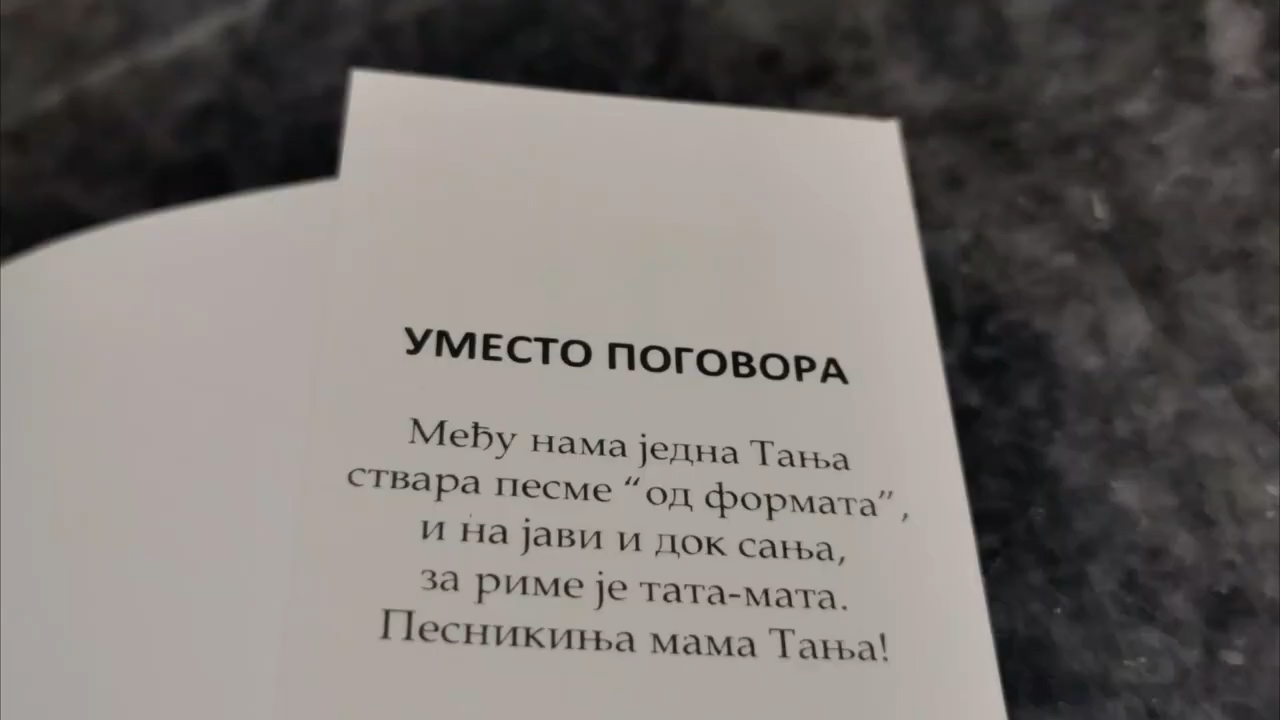 УМЕСТО ПОГОВОРА
Међу нама једна Тања
ствара песме “од формата”,
и на јави и док сања,
за риме је тата-мата.
Песникиња мама Тања!